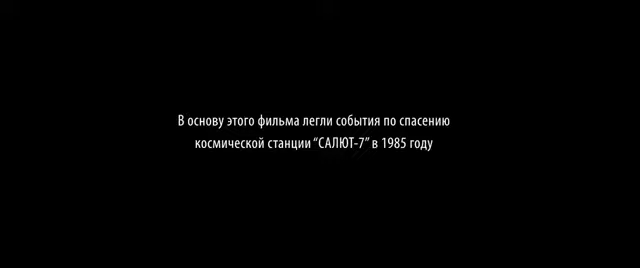 В основу этого фильма легли события по спасению
космической станции “САЛЮТ-7” в 1985 году